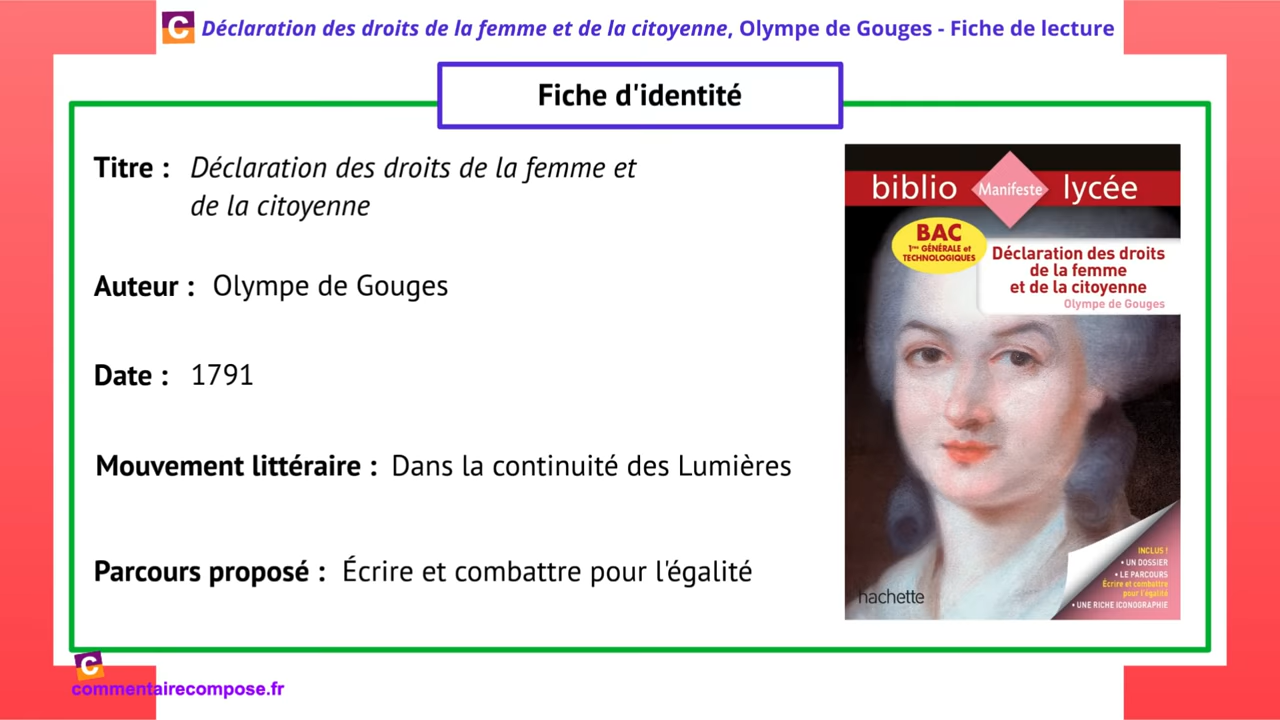 C Déclaration des droits de la femme et de la citoyenne, Olympe de Gouges - Fiche de lecture
Fiche d'identité
Titre : Déclaration des droits de la femme et
de la citoyenne
Auteur : Olympe de Gouges
Date : 1791
Mouvement littéraire : Dans la continuité des Lumières
Parcours proposé : Écrire et combattre pour l'égalité
biblio Manifeste lycée
BAC
1re GÉNÉRALE et
TECHNOLOGIQUES
Déclaration des droits
de la femme
et de la citoyenne
Olympe de Gouges
INCLUS !
• UN DOSSIER
• LE PARCOURS
Écrire et combattre
pour l'égalité
• UNE RICHE ICONOGRAPHIE
hachette
C
commentairecompose.fr